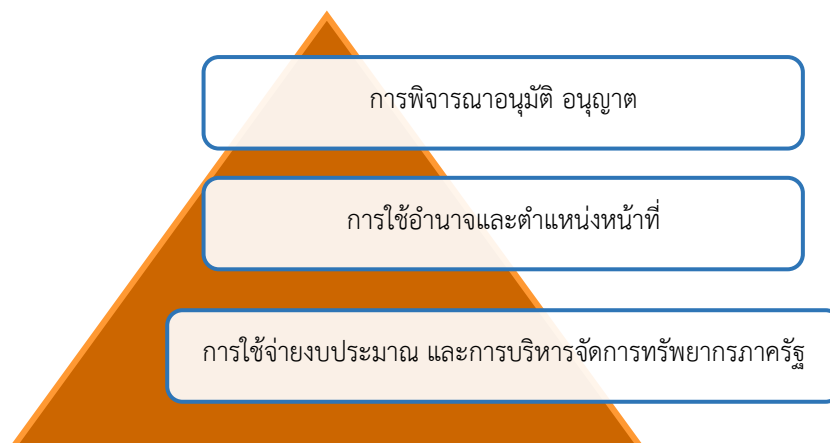 การพิจารณาอนุมัติ อนุญาต
การใช้อำนาจและตำแหน่งหน้าที่
การใช้จ่ายงบประมาณ และการบริหารจัดการทรัพยากรภาครัฐ